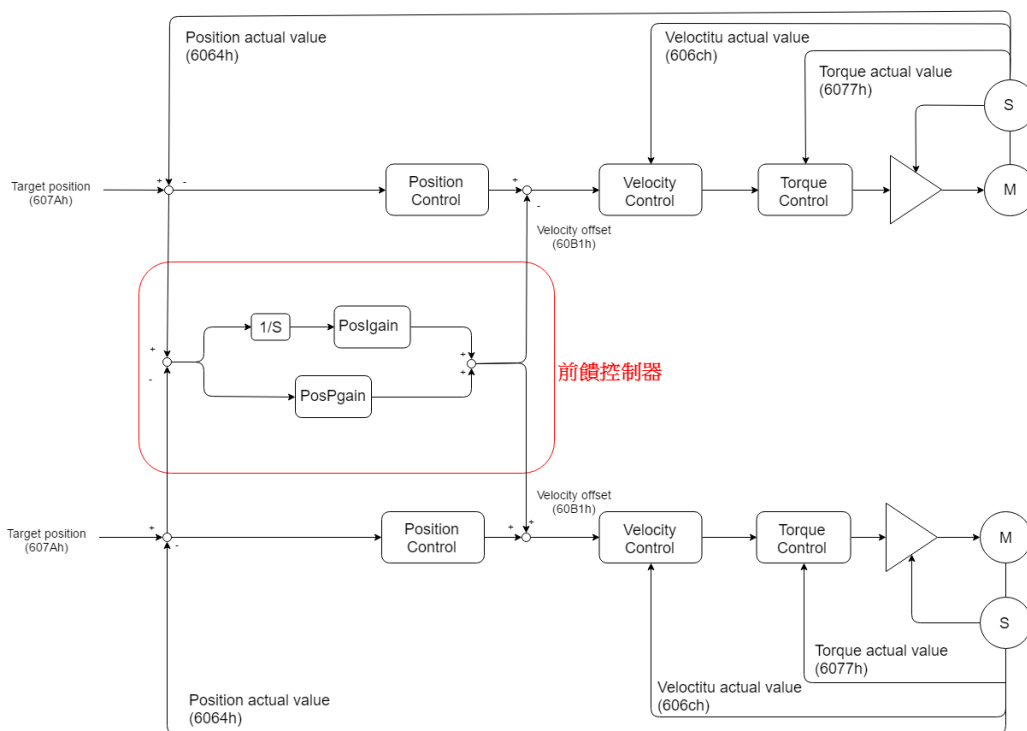 Position actual value
(6064h)
Veloctitu actual value
(606ch)
Torque actual value
(6077h)
S
Target position
(607Ah)
+
-
Position
Control
+
-
Velocity
Control
Torque
Control
M
Velocity offset
(60B1h)
1/S
PosIgain
+
-
+
+
前饋控制器
PosPgain
Velocity offset
(60B1h)
Target position
(607Ah)
+
-
Position
Control
+
+
Velocity
Control
Torque
Control
M
S
Torque actual value
(6077h)
Veloctitu actual value
(606ch)
Position actual value
(6064h)